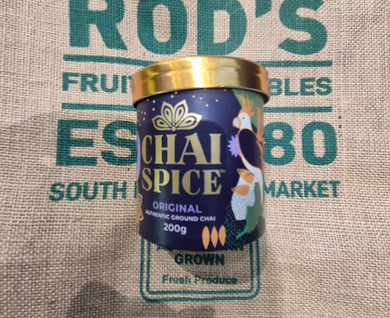 ROD'S
FRUIT BLES
ES 80
SOUTH MARKET
CHAI
SPICE
ORIGINAL
AUTHENTIC GROUND CHAI
200g
GROWN
Fresh Produce